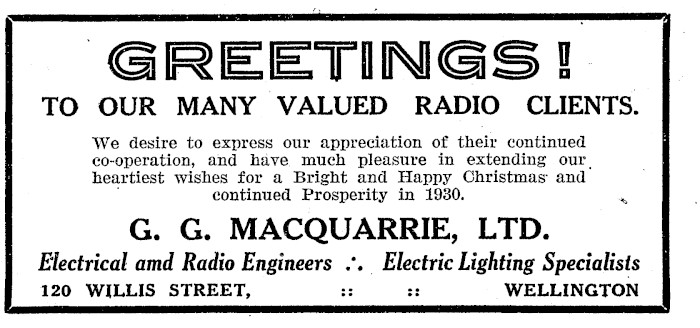 GREETINGS!
TO OUR MANY VALUED RADIO CLIENTS.
We desire to express our appreciation of their continued
co-operation, and have much pleasure in extending our
heartiest wishes for a Bright and Happy Christmas and
continued Prosperity in 1930.
G. G. MACQUARRIE, LTD.
Electrical amd Radio Engineers ∴ Electric Lighting Specialists
120 WILLIS STREET, :: :: WELLINGTON